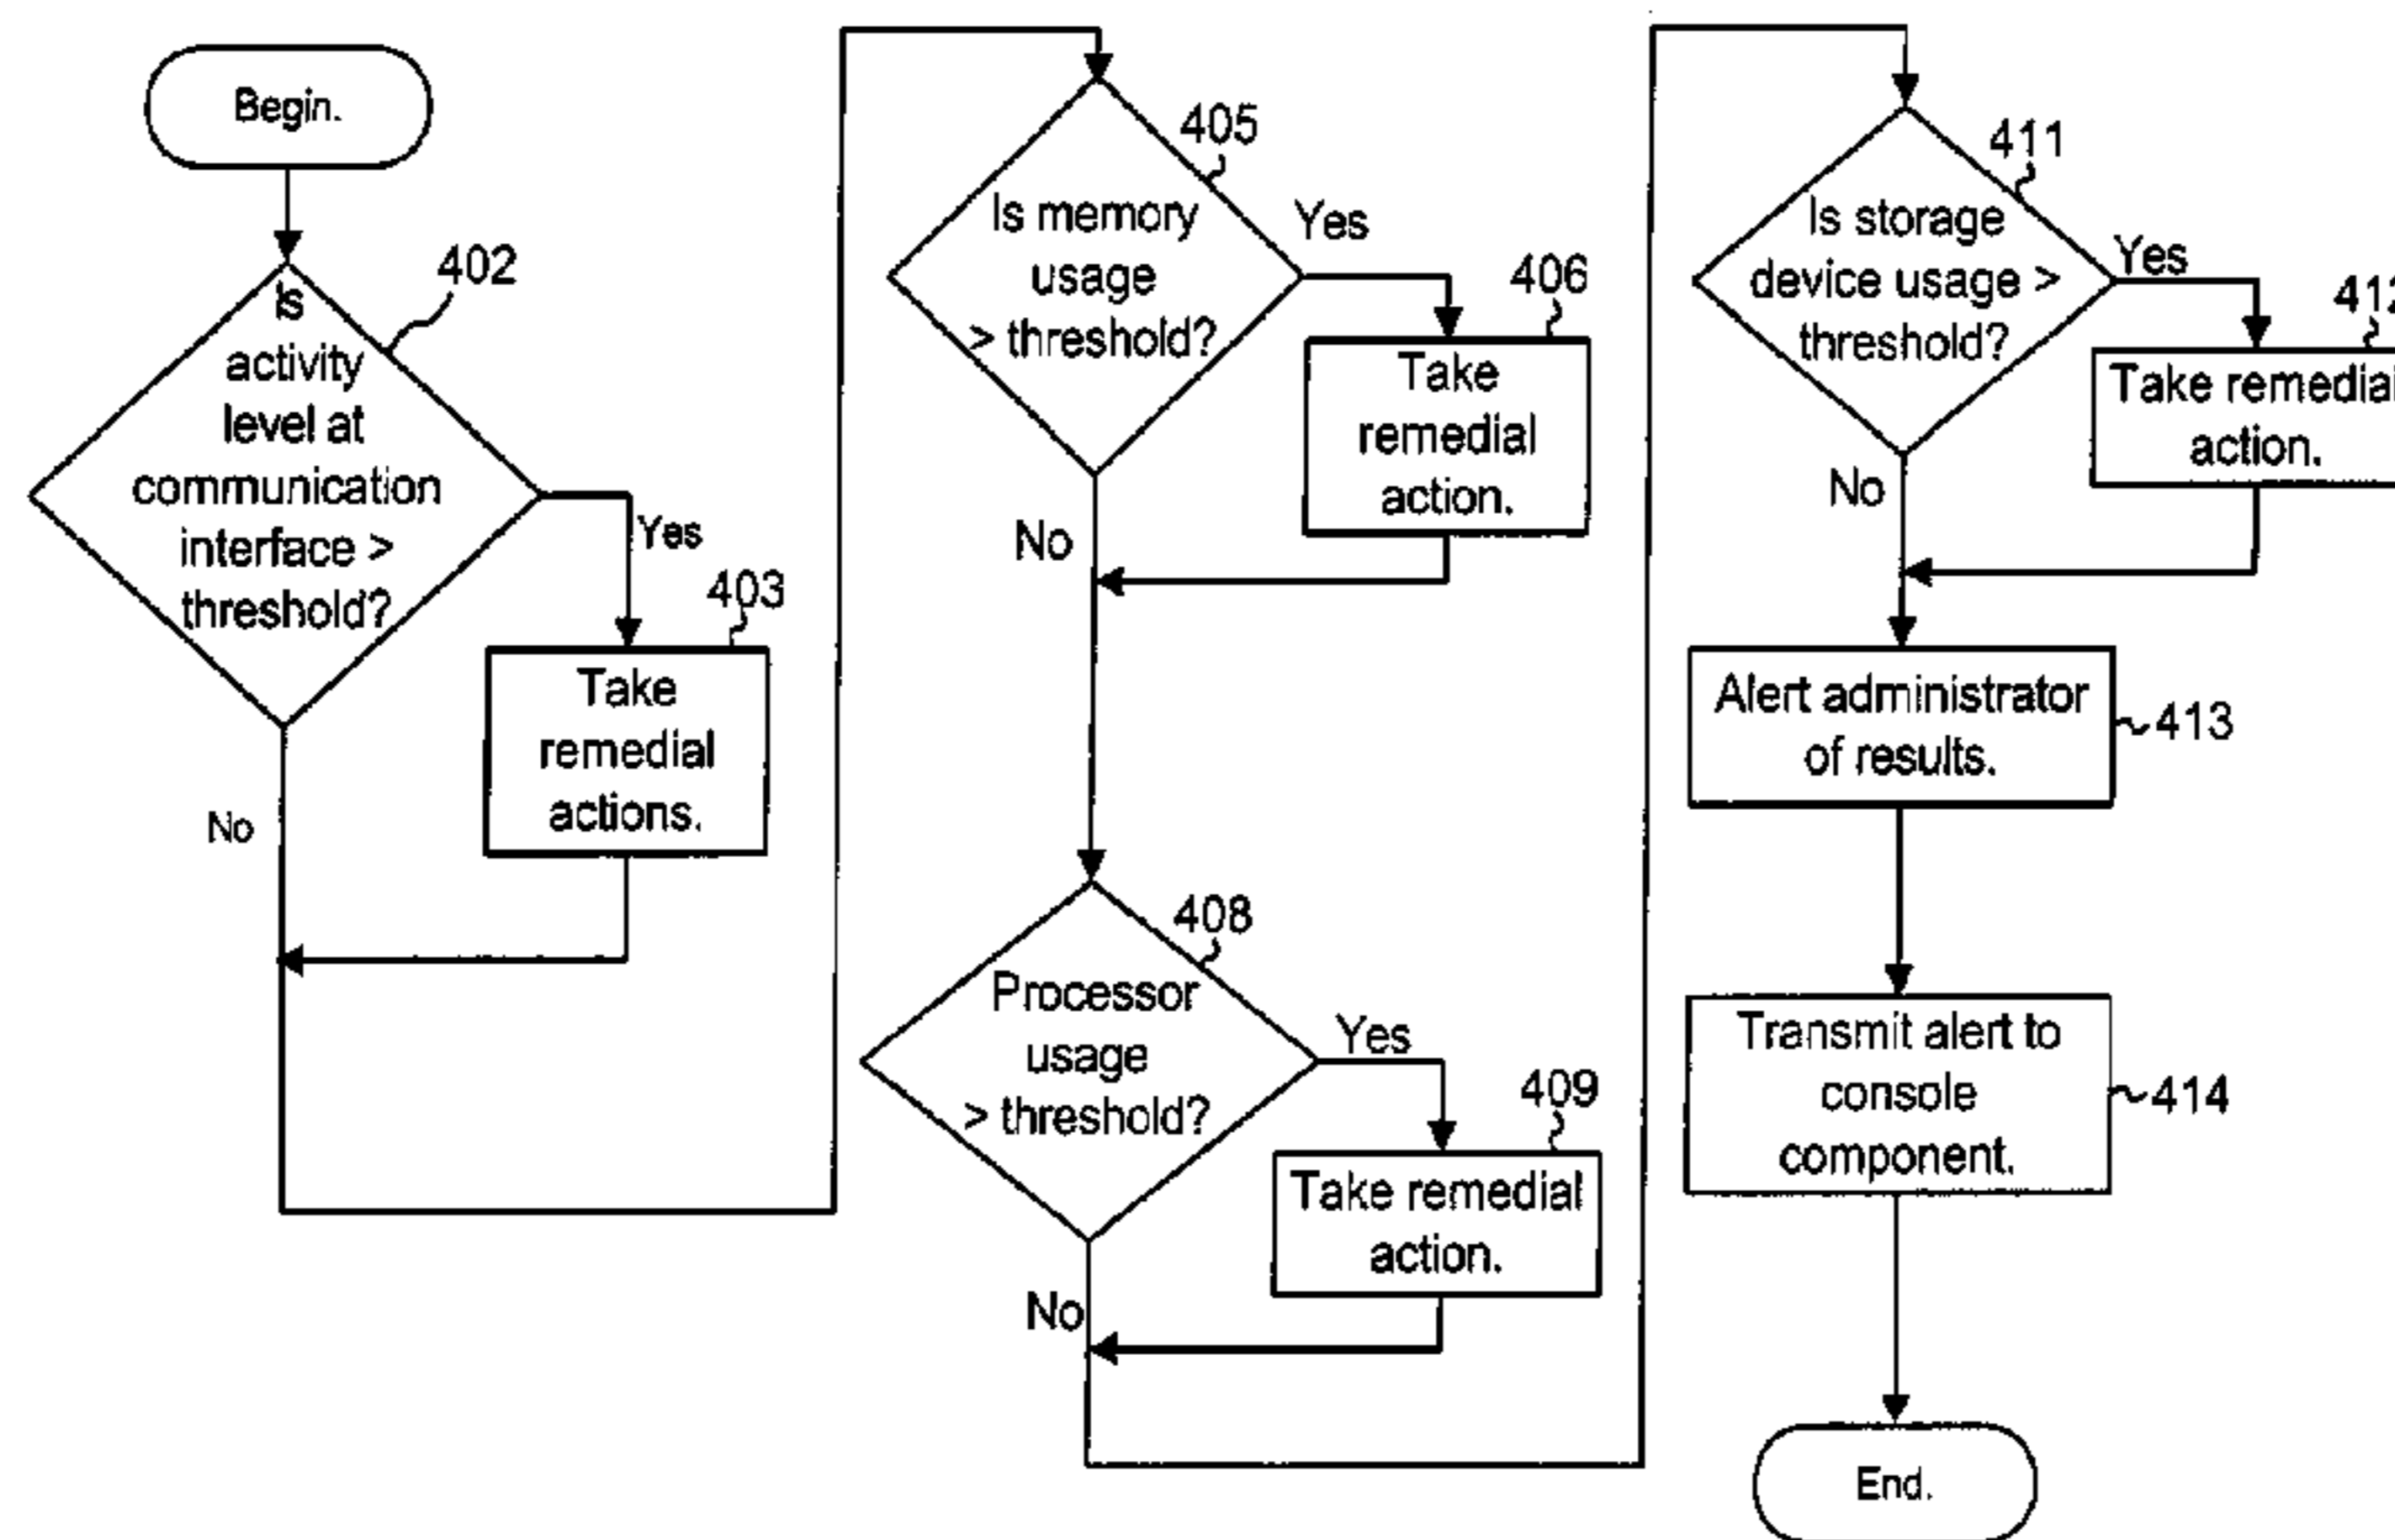 Begin.
402
Is
activity
level at
communication
interface >
threshold?
Yes
403
Take
remedial
actions.
No
405
Is memory
usage
> threshold?
Yes
406
Take
remedial
action.
No
408
Processor
usage
> threshold?
Yes
409
Take remedial
action.
No
411
Is storage
device usage >
threshold?
Yes
412
Take remedial
action.
No
Alert administrator
of results.
413
Transmit alert to
console
component.
414
End.